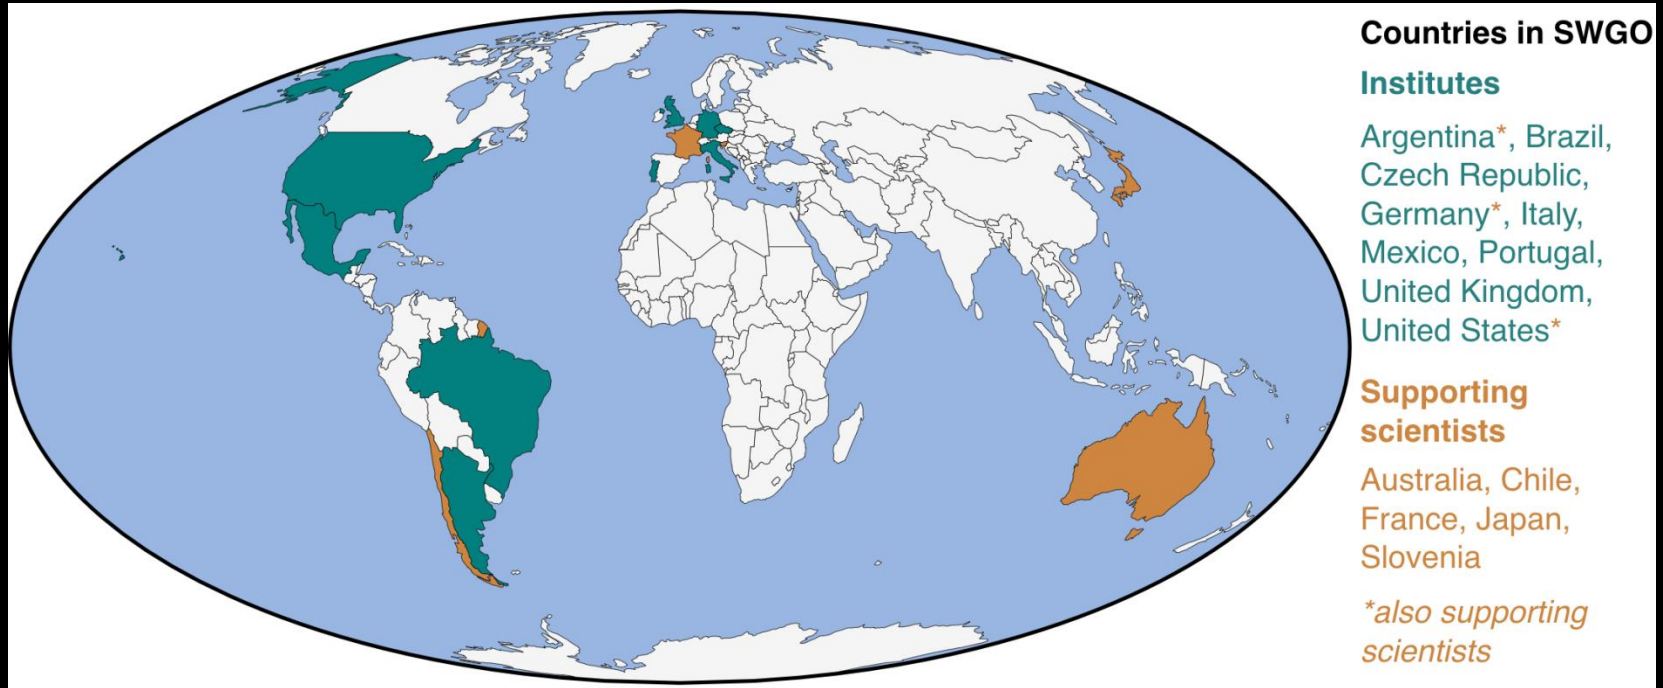 Countries in SWGO
Institutes
Argentina*, Brazil,
Czech Republic,
Germany*, Italy,
Mexico, Portugal,
United Kingdom,
United States*
Supporting
scientists
Australia, Chile,
France, Japan,
Slovenia
*also supporting
scientists